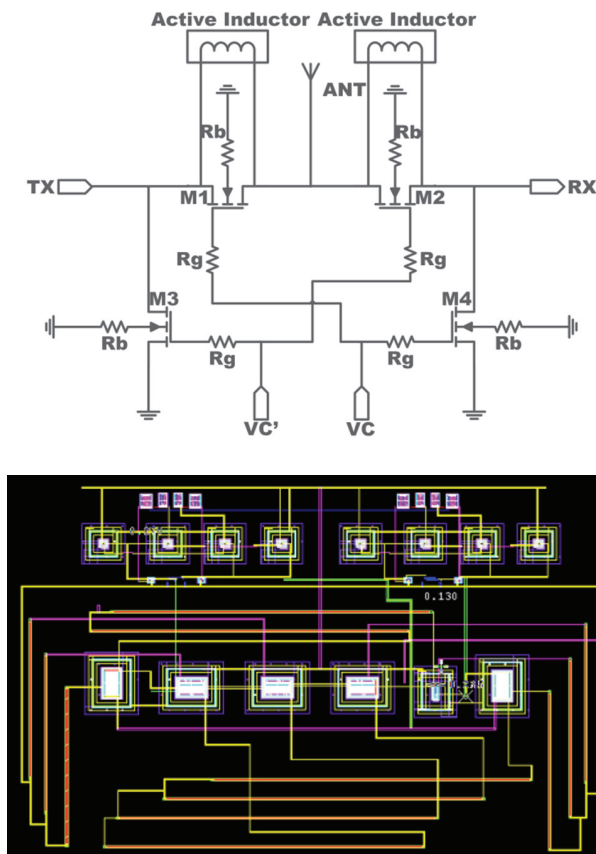 Active Inductor Active Inductor
ANT
Rb
Rb
TX
RX
M1
M2
Rg
Rg
M3
M4
Rb
Rg
Rg
Rb
VC'
VC
0.130